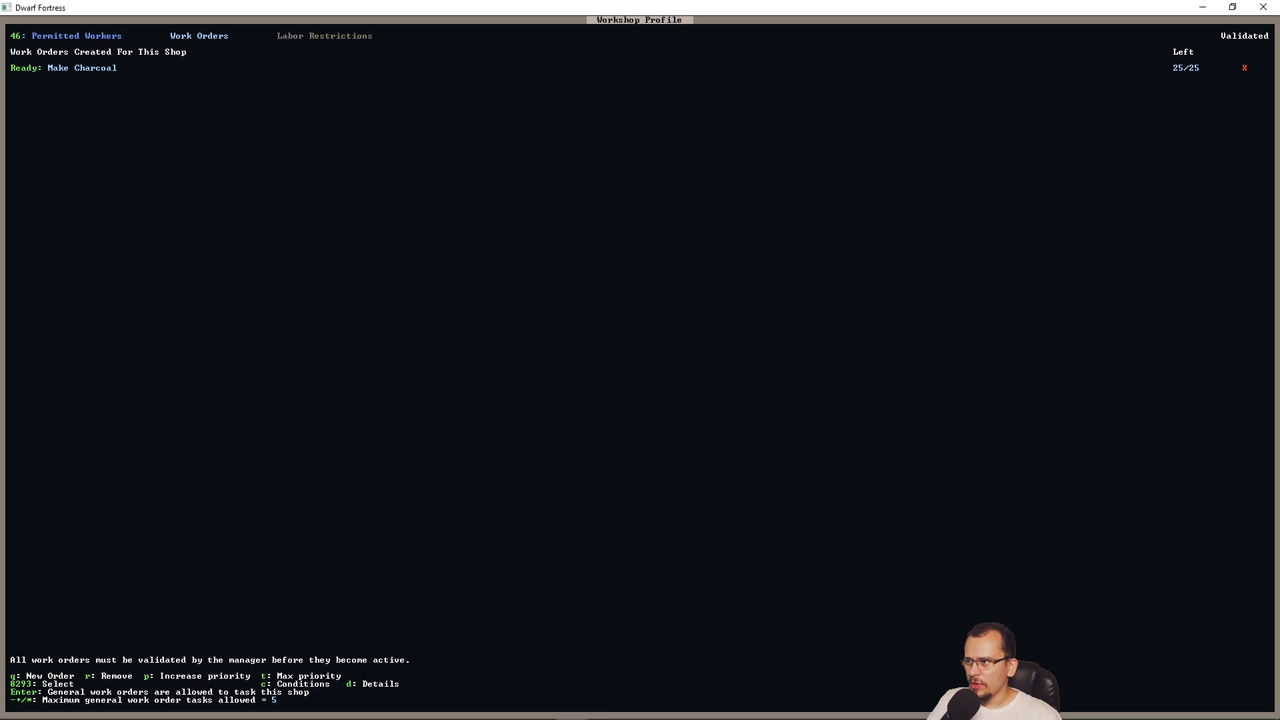 Dwarf Fortress
Workshop Profile
46: Permitted Workers Work Orders Labor Restrictions Validated
Work Orders Created For This Shop Left
Ready: Make Charcoal 25/25 X
All work orders must be validated by the manager before they become active.
q: New Order r: Remove p: Increase priority t: Max priority
8293: Select c: Conditions d: Details
Enter: General work orders are allowed to task this shop
-+/*: Maximum general work order tasks allowed = 5